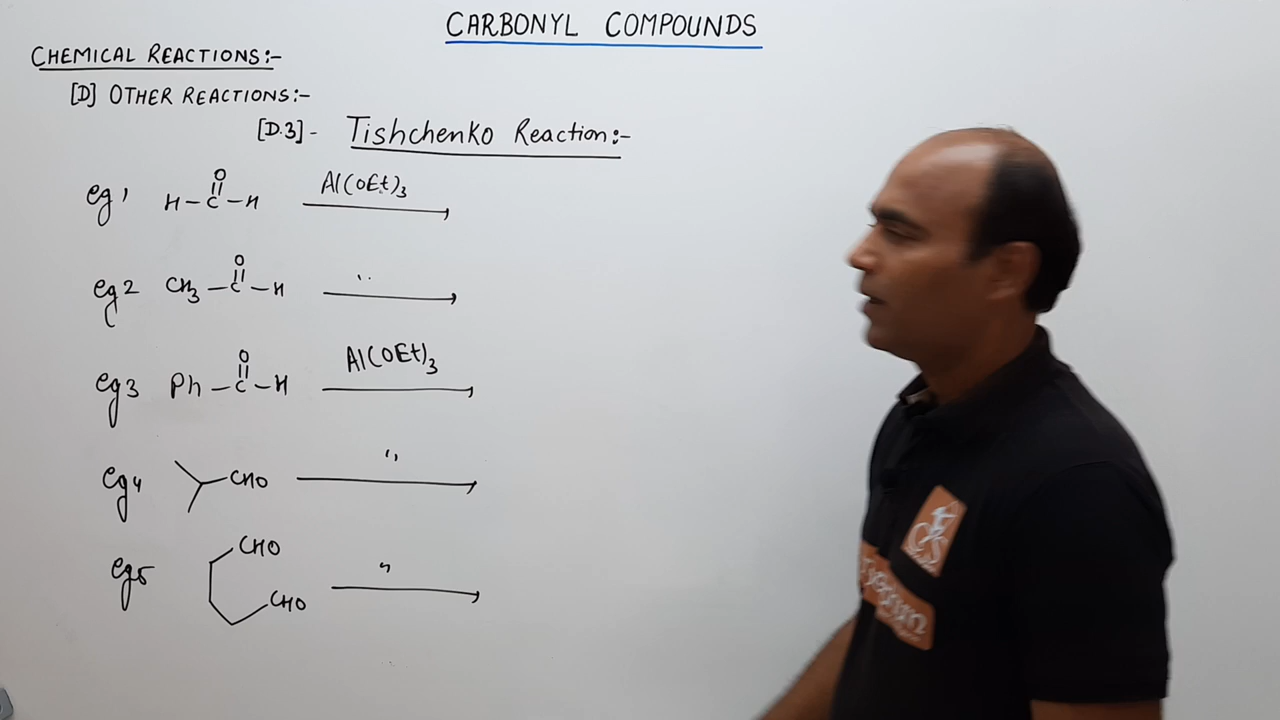 CARBONYL COMPOUNDS
CHEMICAL REACTIONS:-
[D] OTHER REACTIONS:-
[D.3]- Tishchenko Reaction:-
eg1 H-C-H Al(OEt)3
O
eg2 CH3-C-H "
O
eg3 Ph-C-H Al(OEt)3
O
eg4 CHO "
eg5 CHO
CHO "